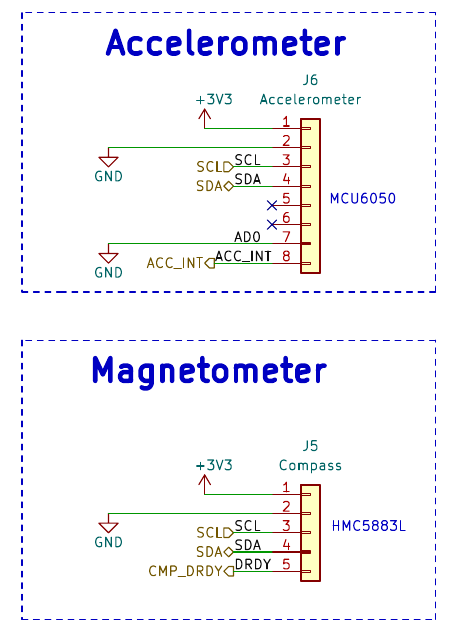 Accelerometer
J6
+3V3
Accelerometer
1
2
GND
SCL SCL 3
SDA SDA 4
5
MCU6050
6
AD0 7
GND
ACC_INT ACC_INT 8
Magnetometer
J5
+3V3
Compass
1
2
GND
SCL SCL 3
HMC5883L
SDA SDA 4
CMP_DRDY DRDY 5